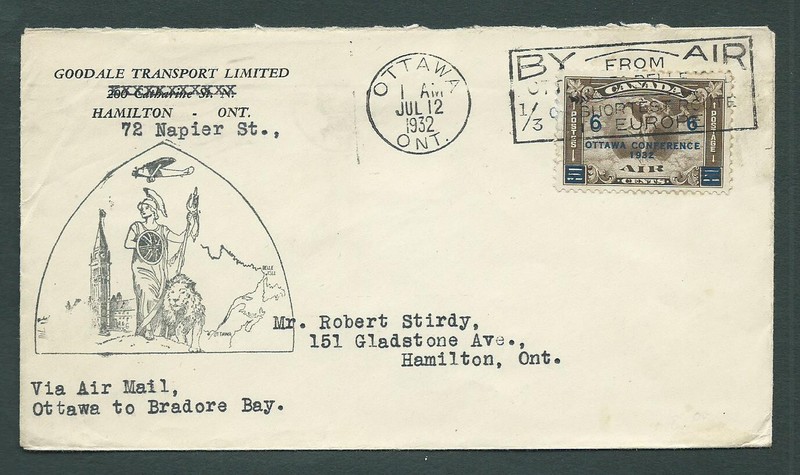 GOODALE TRANSPORT LIMITED
HAMILTON - ONT.
72 Napier St.,
OTTAWA
1 AM
JUL 12
1932
ONT.
BY AIR
FROM
1/3
SHORTEST
EUROPE
CANADA
POSTES
6 6
POSTAGE
OTTAWA CONFERENCE
1932
AIR
CENTS
BELLE
ISLE
OTTAWA
Mr. Robert Stirdy,
151 Gladstone Ave.,
Hamilton, Ont.
Via Air Mail,
Ottawa to Bradore Bay.